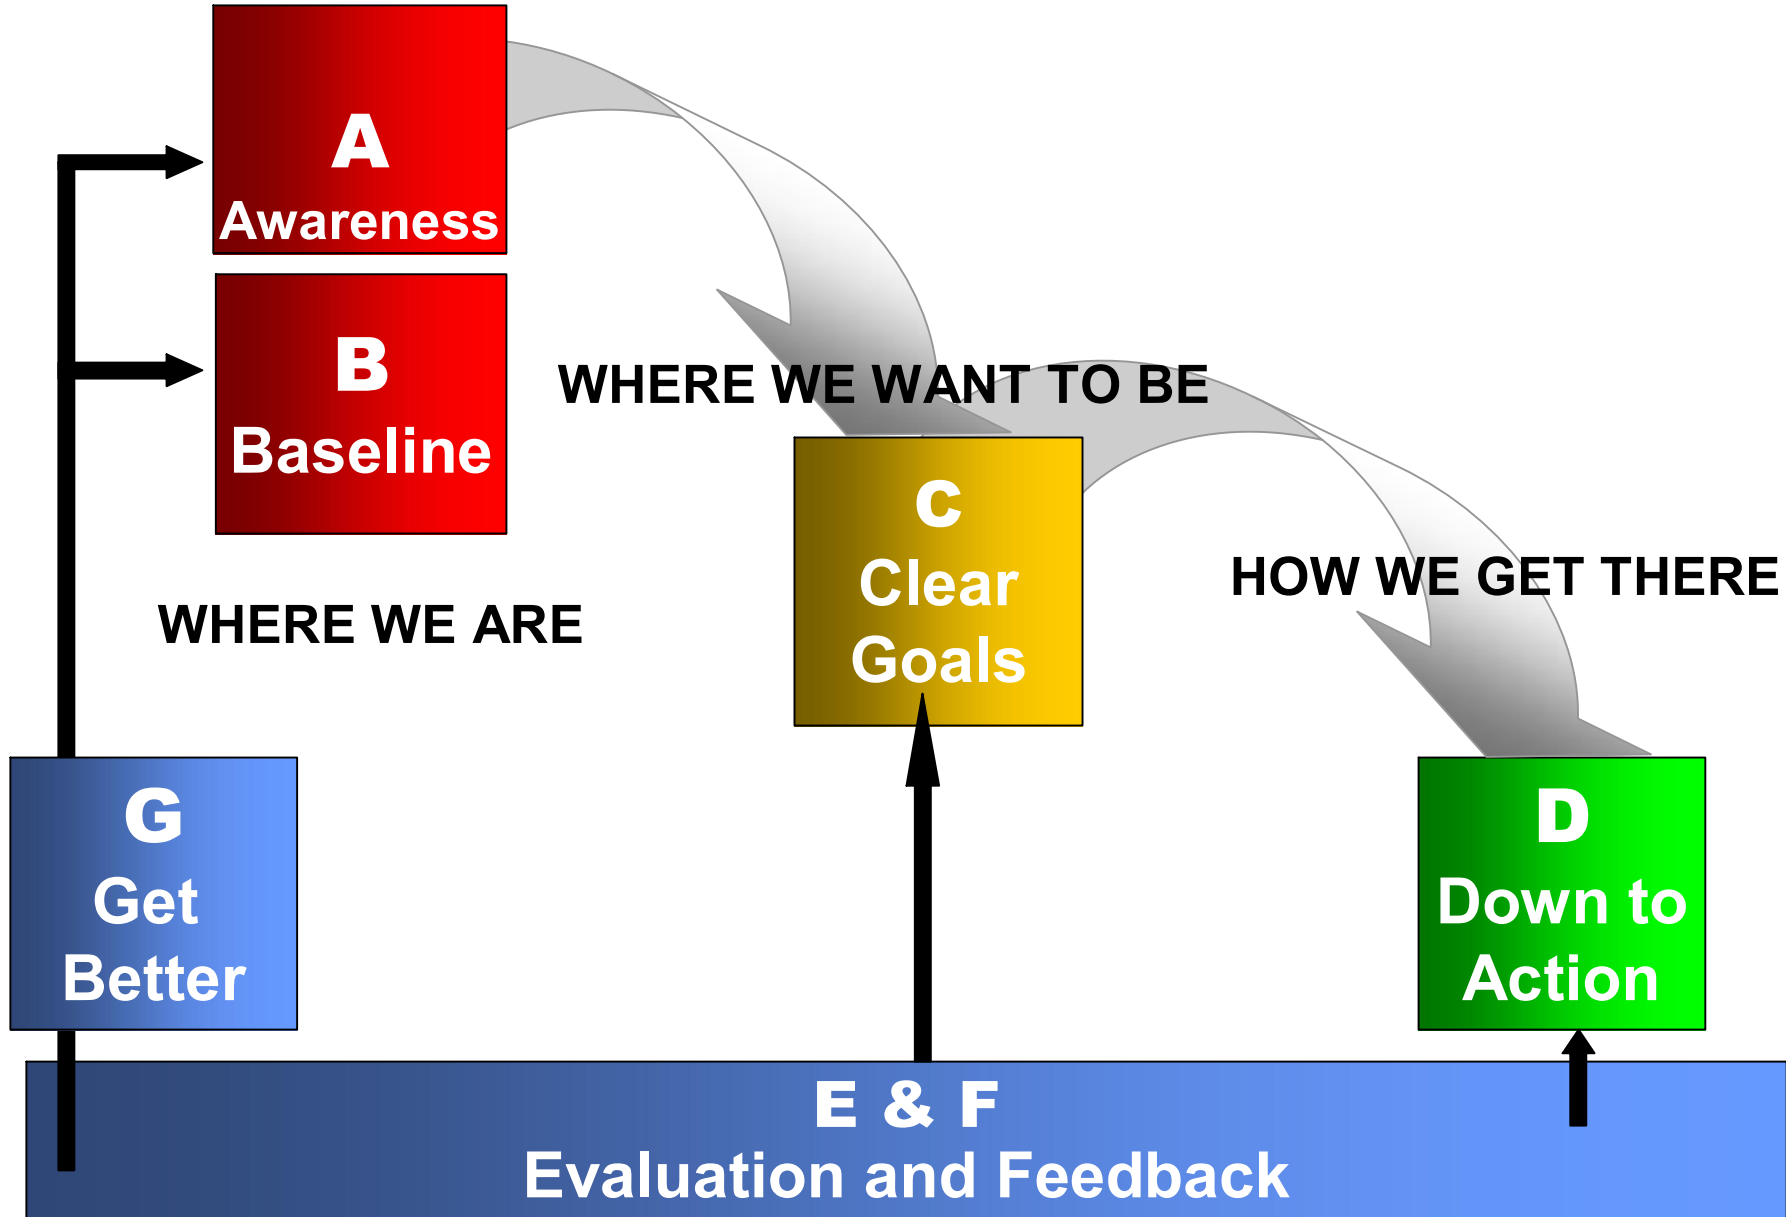 A
Awareness
B
Baseline
WHERE WE ARE
WHERE WE WANT TO BE
C
Clear
Goals
HOW WE GET THERE
D
Down to
Action
G
Get
Better
E & F
Evaluation and Feedback